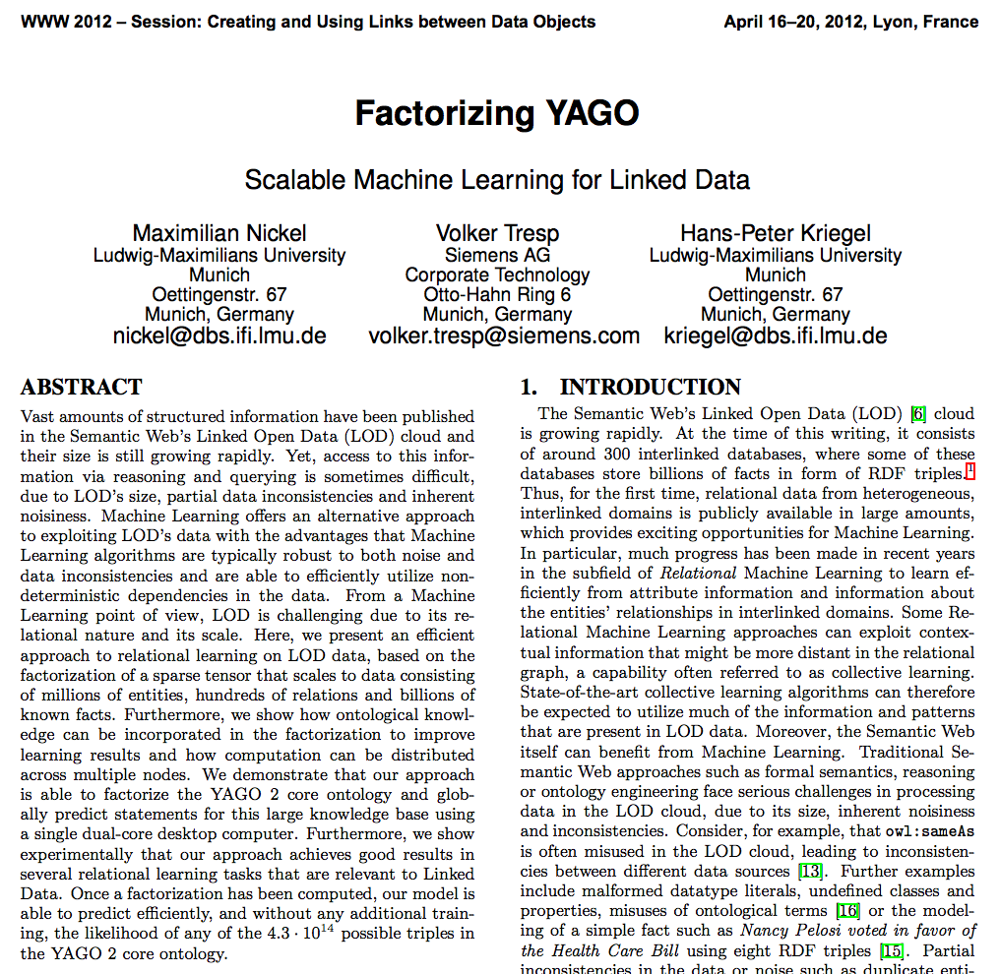 WWW 2012 – Session: Creating and Using Links between Data Objects
April 16–20, 2012, Lyon, France
Factorizing YAGO
Scalable Machine Learning for Linked Data
Maximilian Nickel
Ludwig-Maximilians University
Munich
Oettingenstr. 67
Munich, Germany
nickel@dbs.ifi.lmu.de
Volker Tresp
Siemens AG
Corporate Technology
Otto-Hahn Ring 6
Munich, Germany
volker.tresp@siemens.com
Hans-Peter Kriegel
Ludwig-Maximilians University
Munich
Oettingenstr. 67
Munich, Germany
kriegel@dbs.ifi.lmu.de
ABSTRACT
Vast amounts of structured information have been published
in the Semantic Web's Linked Open Data (LOD) cloud and
their size is still growing rapidly. Yet, access to this infor-
mation via reasoning and querying is sometimes difficult,
due to LOD's size, partial data inconsistencies and inherent
noisiness. Machine Learning offers an alternative approach
to exploiting LOD's data with the advantages that Machine
Learning algorithms are typically robust to both noise and
data inconsistencies and are able to efficiently utilize non-
deterministic dependencies in the data. From a Machine
Learning point of view, LOD is challenging due to its re-
lational nature and its scale. Here, we present an efficient
approach to relational learning on LOD data, based on the
factorization of a sparse tensor that scales to data consisting
of millions of entities, hundreds of relations and billions of
known facts. Furthermore, we show how ontological knowl-
edge can be incorporated in the factorization to improve
learning results and how computation can be distributed
across multiple nodes. We demonstrate that our approach
is able to factorize the YAGO 2 core ontology and glob-
ally predict statements for this large knowledge base using
a single dual-core desktop computer. Furthermore, we show
experimentally that our approach achieves good results in
several relational learning tasks that are relevant to Linked
Data. Once a factorization has been computed, our model is
able to predict efficiently, and without any additional train-
ing, the likelihood of any of the 4.3 · 10¹⁴ possible triples in
the YAGO 2 core ontology.
1. INTRODUCTION
The Semantic Web's Linked Open Data (LOD) [6] cloud
is growing rapidly. At the time of this writing, it consists
of around 300 interlinked databases, where some of these
databases store billions of facts in form of RDF triples.¹
Thus, for the first time, relational data from heterogeneous,
interlinked domains is publicly available in large amounts,
which provides exciting opportunities for Machine Learning.
In particular, much progress has been made in recent years
in the subfield of Relational Machine Learning to learn ef-
ficiently from attribute information and information about
the entities' relationships in interlinked domains. Some Re-
lational Machine Learning approaches can exploit contex-
tual information that might be more distant in the relational
graph, a capability often referred to as collective learning.
State-of-the-art collective learning algorithms can therefore
be expected to utilize much of the information and patterns
that are present in LOD data. Moreover, the Semantic Web
itself can benefit from Machine Learning. Traditional Se-
mantic Web approaches such as formal semantics, reasoning
or ontology engineering face serious challenges in processing
data in the LOD cloud, due to its size, inherent noisiness
and inconsistencies. Consider, for example, that owl:sameAs
is often misused in the LOD cloud, leading to inconsisten-
cies between different data sources [13]. Further examples
include malformed datatype literals, undefined classes and
properties, misuses of ontological terms [16] or the model-
ing of a simple fact such as Nancy Pelosi voted in favor of
the Health Care Bill using eight RDF triples [15]. Partial
inconsistencies in the data or noise such as duplicate enti-